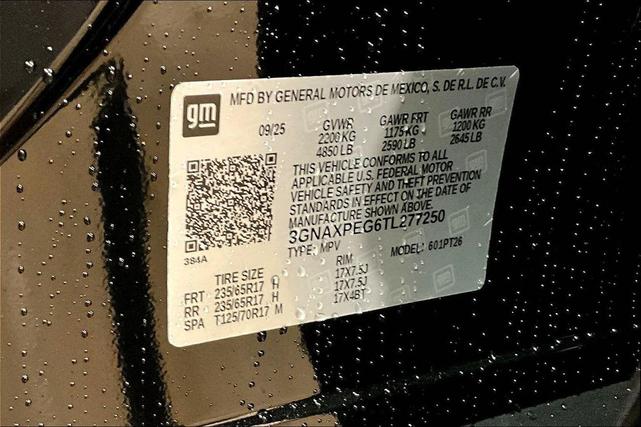 gm
MFD BY GENERAL MOTORS DE MEXICO, S. DE R.L. DE C.V.
09/25 GVWR GAWR FRT GAWR RR
2200 KG 1175 KG 1200 KG
4850 LB 2590 LB 2645 LB
THIS VEHICLE CONFORMS TO ALL
APPLICABLE U.S. FEDERAL MOTOR
VEHICLE SAFETY AND THEFT PREVENTION
STANDARDS IN EFFECT ON THE DATE OF
MANUFACTURE SHOWN ABOVE.
3GNAXPEG6TL277250
TYPE: MPV MODEL: 601PT26
384A
TIRE SIZE RIM
FRT 235/65R17 H 17X7.5J
RR 235/65R17 H 17X7.5J
SPA T125/70R17 M 17X4BT